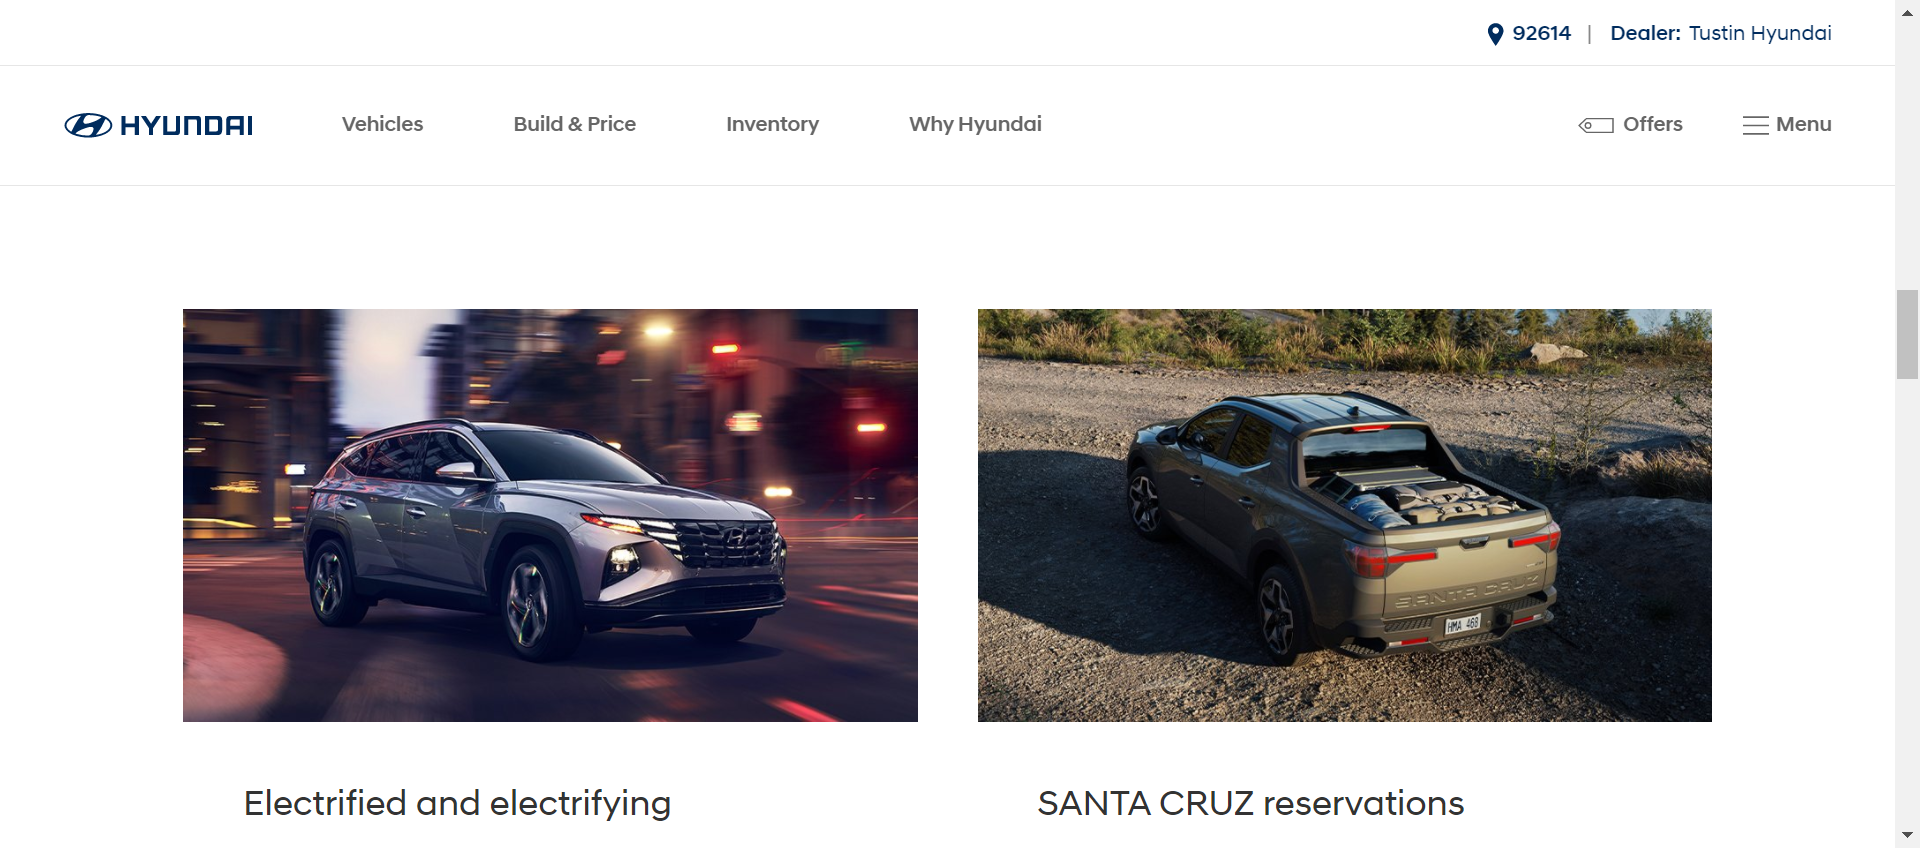 92614 | Dealer: Tustin Hyundai
HYUNDAI Vehicles Build & Price Inventory Why Hyundai Offers Menu
SANTA CRUZ
HMA 468
Electrified and electrifying
SANTA CRUZ reservations